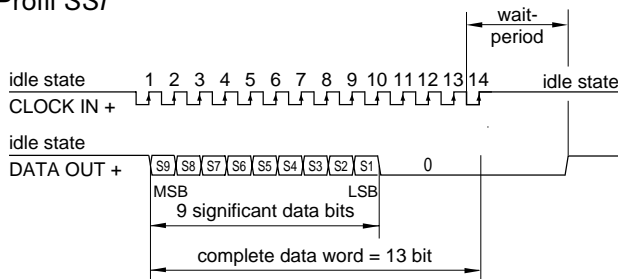 Profil SSI
wait-
period
idle state 1 2 3 4 5 6 7 8 9 10 11 12 13 14 idle state
CLOCK IN +
idle state
DATA OUT + S9 S8 S7 S6 S5 S4 S3 S2 S1 0
MSB LSB
9 significant data bits
complete data word = 13 bit